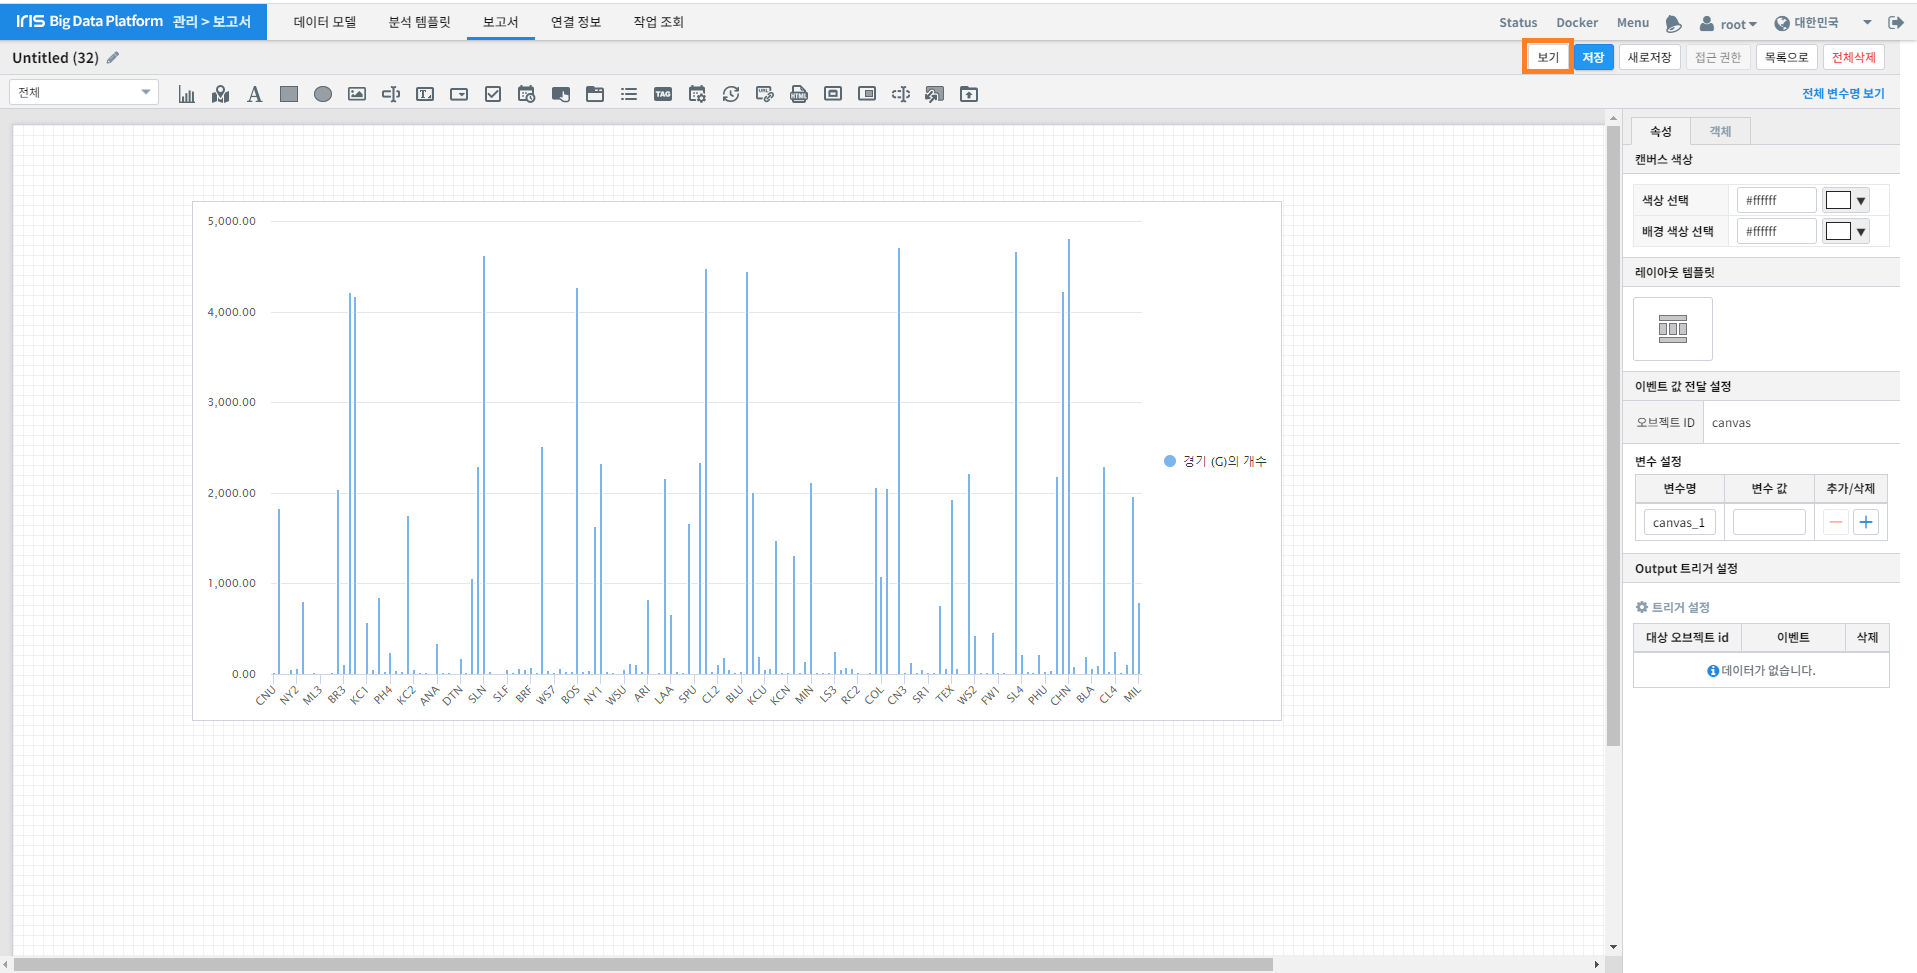 IRIS Big Data Platform 관리 > 보고서 데이터 모델 분석 템플릿 보고서 연결 정보 작업 조회 Status Docker Menu root 대한민국
Untitled (32) 보기 저장 새로저장 접근 권한 목록으로 전체삭제
전체 A T TAG URL HTML 전체 변수명 보기
속성 객체
캔버스 색상
색상 선택 #ffffff
배경 색상 선택 #ffffff
레이아웃 템플릿
이벤트 값 전달 설정
오브젝트 ID canvas
변수 설정
변수명 변수 값 추가/삭제
canvas_1
Output 트리거 설정
트리거 설정
대상 오브젝트 id 이벤트 삭제
데이터가 없습니다.
5,000.00
4,000.00
3,000.00
2,000.00
1,000.00
0.00
경기 (G)의 개수
CNU NY2 ML3 BR3 KC1 PH4 KC2 ANA DTN SLN SLF BRF WS7 BOS NY1 WSU ARI LAA SPU CL2 BLU KCU KCN MIN LS3 RC2 COL CN3 SR1 TEX WS2 FW1 SL4 PHU CHN BLA CL4 MIL